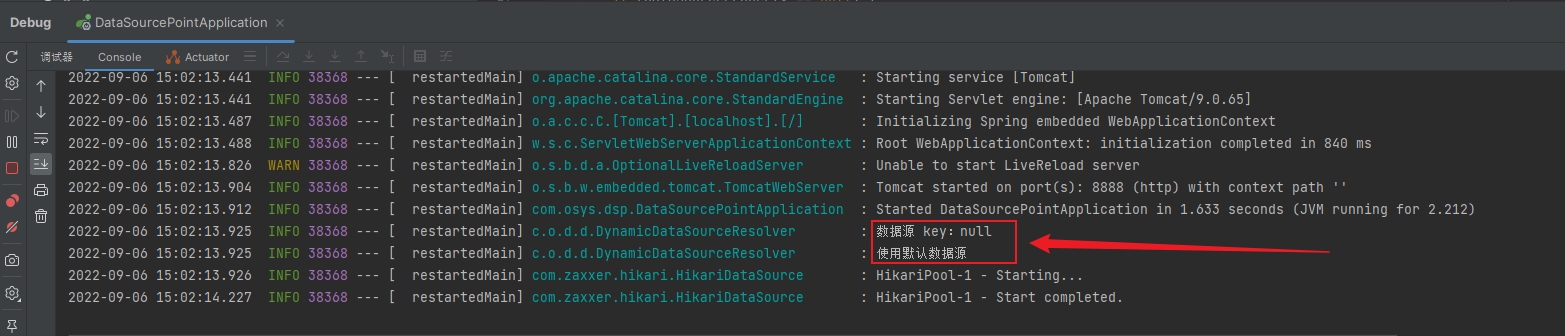 Debug DataSourcePointApplication ×
调试器 Console Actuator
2022-09-06 15:02:13.441 INFO 38368 --- [ restartedMain] o.apache.catalina.core.StandardService : Starting service [Tomcat]
2022-09-06 15:02:13.441 INFO 38368 --- [ restartedMain] org.apache.catalina.core.StandardEngine : Starting Servlet engine: [Apache Tomcat/9.0.65]
2022-09-06 15:02:13.487 INFO 38368 --- [ restartedMain] o.a.c.c.C.[Tomcat].[localhost].[/] : Initializing Spring embedded WebApplicationContext
2022-09-06 15:02:13.488 INFO 38368 --- [ restartedMain] w.s.c.ServletWebServerApplicationContext : Root WebApplicationContext: initialization completed in 840 ms
2022-09-06 15:02:13.826 WARN 38368 --- [ restartedMain] o.s.b.d.a.OptionalLiveReloadServer : Unable to start LiveReload server
2022-09-06 15:02:13.904 INFO 38368 --- [ restartedMain] o.s.b.w.embedded.tomcat.TomcatWebServer : Tomcat started on port(s): 8888 (http) with context path ''
2022-09-06 15:02:13.912 INFO 38368 --- [ restartedMain] com.osys.dsp.DataSourcePointApplication : Started DataSourcePointApplication in 1.633 seconds (JVM running for 2.212)
2022-09-06 15:02:13.925 INFO 38368 --- [ restartedMain] c.o.d.d.DynamicDataSourceResolver : 数据源 key：null
2022-09-06 15:02:13.925 INFO 38368 --- [ restartedMain] c.o.d.d.DynamicDataSourceResolver : 使用默认数据源
2022-09-06 15:02:13.926 INFO 38368 --- [ restartedMain] com.zaxxer.hikari.HikariDataSource : HikariPool-1 - Starting...
2022-09-06 15:02:14.227 INFO 38368 --- [ restartedMain] com.zaxxer.hikari.HikariDataSource : HikariPool-1 - Start completed.